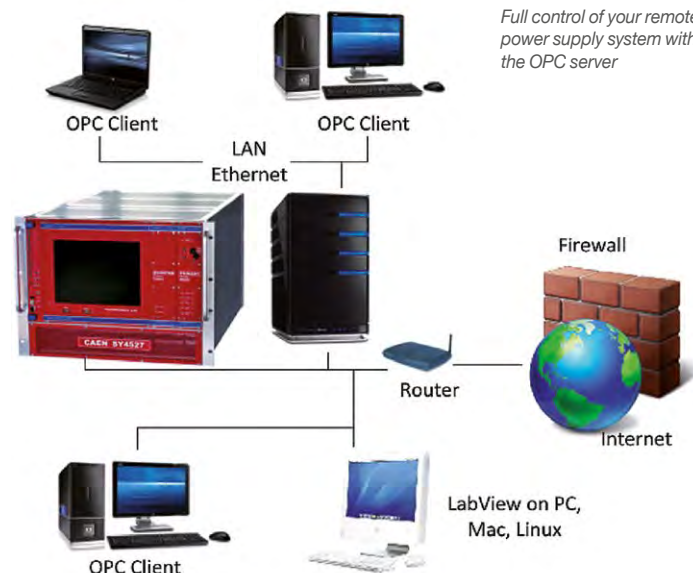 Full control of your remote
power supply system with
the OPC server
OPC Client
OPC Client
LAN
Ethernet
CAEN SY4527
Firewall
Router
Internet
LabView on PC,
Mac, Linux
OPC Client